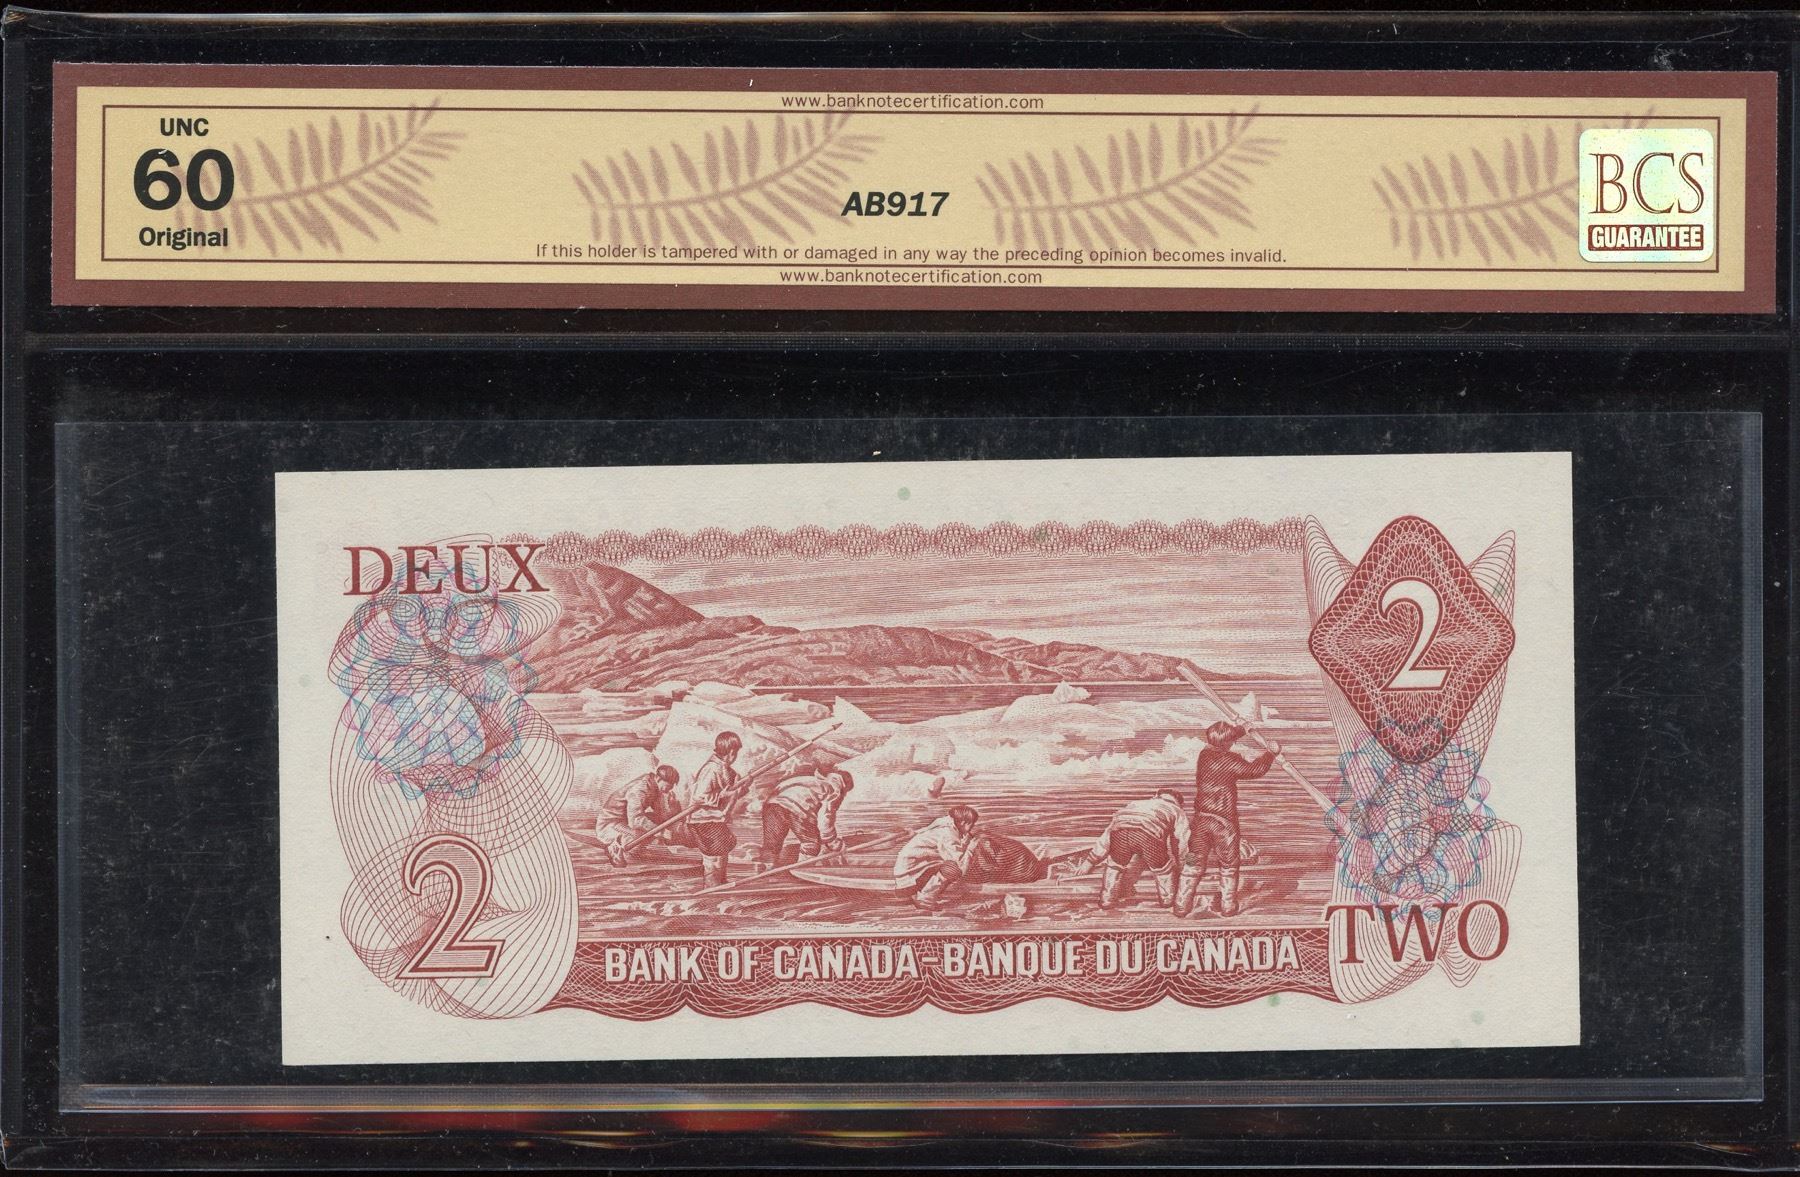 www.banknotecertification.com
UNC
60
Original
AB917
BCS
GUARANTEE
If this holder is tampered with or damaged in any way the preceding opinion becomes invalid.
www.banknotecertification.com
DEUX
2
2
TWO
BANK OF CANADA-BANQUE DU CANADA